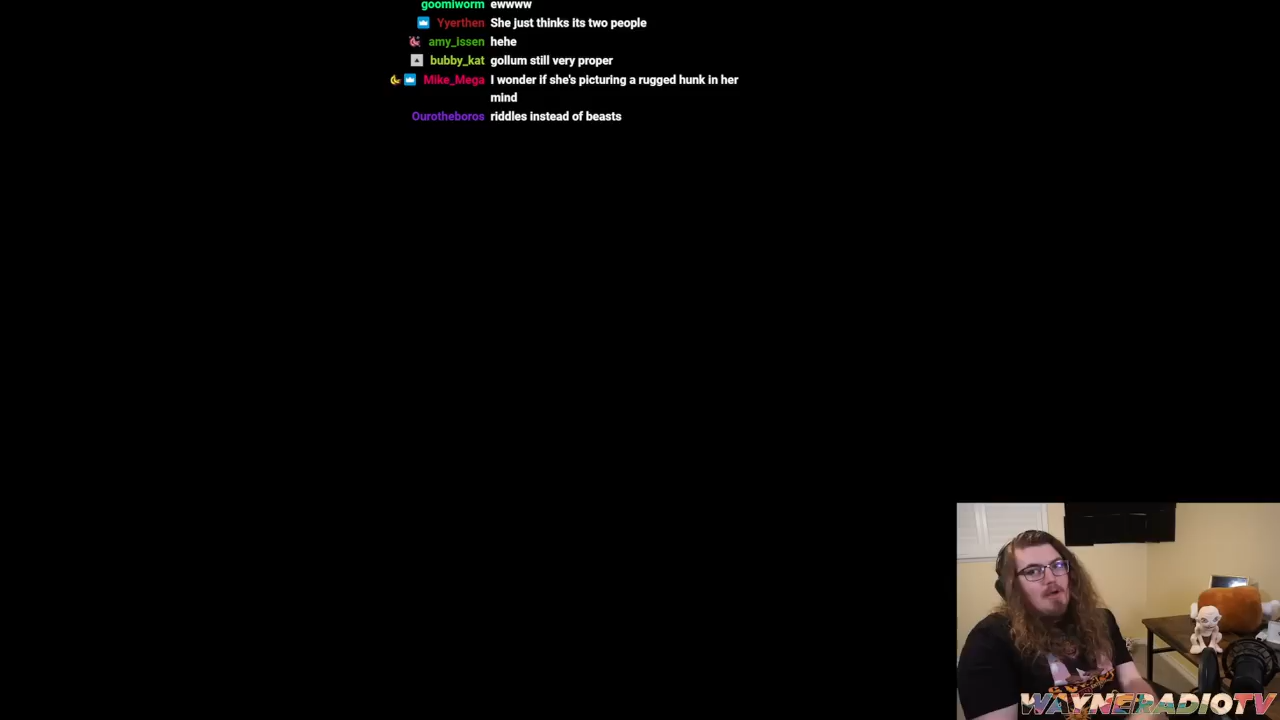 goomiworm ewwww
Yyerthen She just thinks its two people
amy_issen hehe
bubby_kat gollum still very proper
Mike_Mega I wonder if she's picturing a rugged hunk in her
mind
Ourotheboros riddles instead of beasts
WAYNERADIOTV